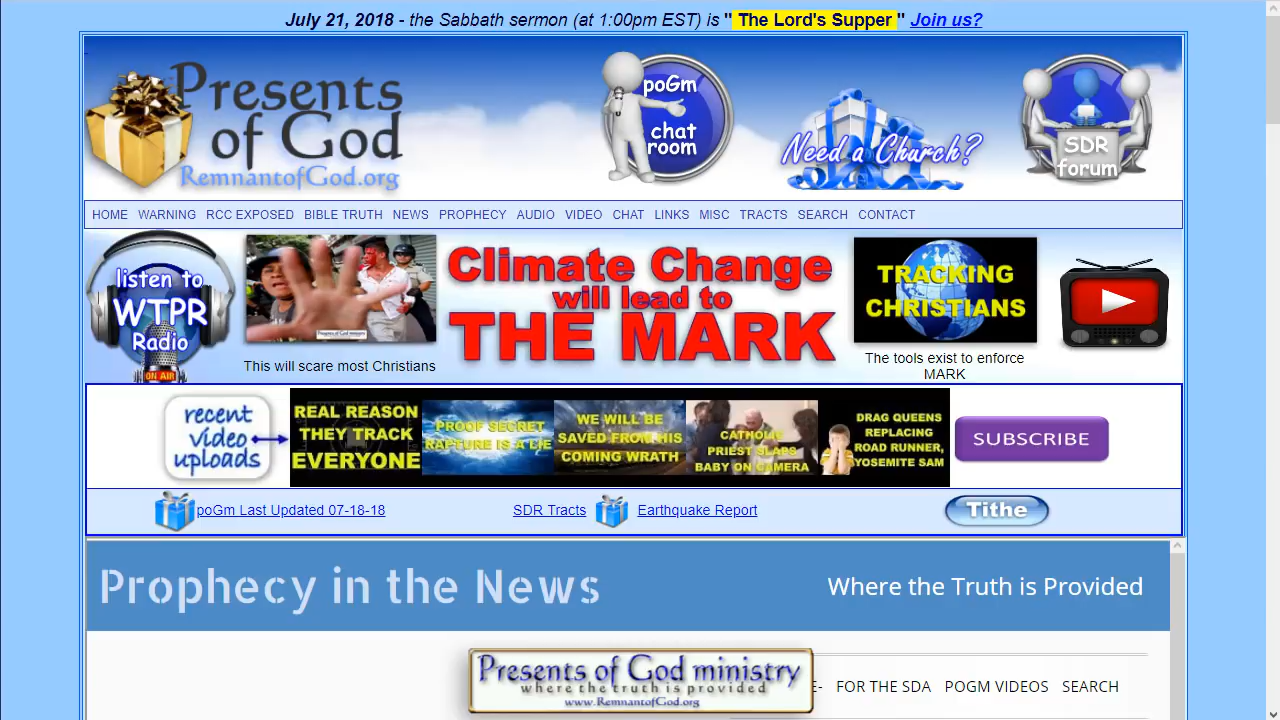 July 21, 2018 - the Sabbath sermon (at 1:00pm EST) is " The Lord's Supper " Join us?
Presents
of God
RemnantofGod.org
poGm
chat
room
Need a Church?
SDR
forum
HOME WARNING RCC EXPOSED BIBLE TRUTH NEWS PROPHECY AUDIO VIDEO CHAT LINKS MISC TRACTS SEARCH CONTACT
listen to
WTPR
Radio
ON AIR
This will scare most Christians
Climate Change
will lead to
THE MARK
TRACKING
CHRISTIANS
The tools exist to enforce
MARK
recent
video
uploads
REAL REASON
THEY TRACK
EVERYONE
PROOF SECRET
RAPTURE IS A LIE
WE WILL BE
SAVED FROM HIS
COMING WRATH
CATHOLIC
PRIEST SLAPS
BABY ON CAMERA
DRAG QUEENS
REPLACING
ROAD RUNNER,
YOSEMITE SAM
SUBSCRIBE
poGm Last Updated 07-18-18
SDR Tracts
Earthquake Report
Tithe
Prophecy in the News
Where the Truth is Provided
Presents of God ministry
where the truth is provided
www.RemnantofGod.org
E- FOR THE SDA POGM VIDEOS SEARCH